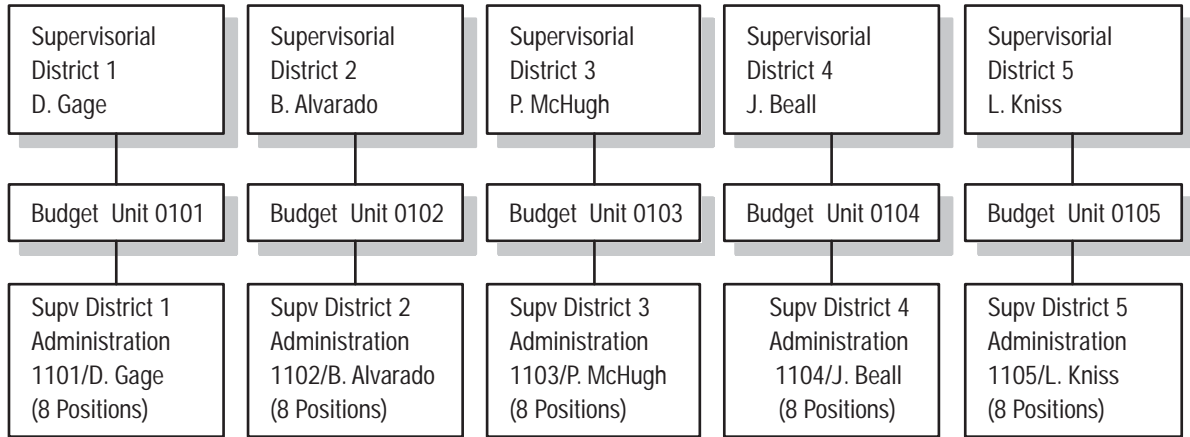 Supervisorial
District 1
D. Gage
Supervisorial
District 2
B. Alvarado
Supervisorial
District 3
P. McHugh
Supervisorial
District 4
J. Beall
Supervisorial
District 5
L. Kniss
Budget Unit 0101
Budget Unit 0102
Budget Unit 0103
Budget Unit 0104
Budget Unit 0105
Supv District 1
Administration
1101/D. Gage
(8 Positions)
Supv District 2
Administration
1102/B. Alvarado
(8 Positions)
Supv District 3
Administration
1103/P. McHugh
(8 Positions)
Supv District 4
Administration
1104/J. Beall
(8 Positions)
Supv District 5
Administration
1105/L. Kniss
(8 Positions)